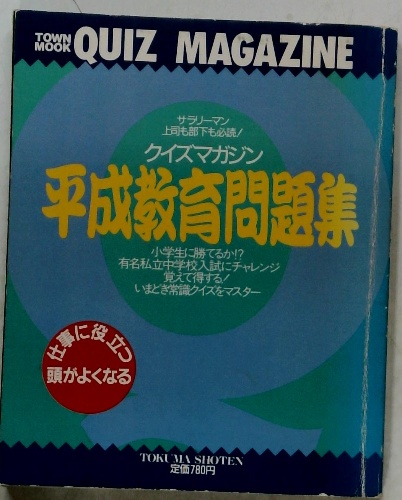 TOWN MOOK QUIZ MAGAZINE
サラリーマン
上司も部下も必読!
クイズマガジン
平成教育問題集
小学生に勝てるか!?
有名私立中学校入試にチャレンジ
覚えて得する!
いまどき常識クイズをマスター
仕事に役立つ
頭がよくなる
TOKUMA SHOTEN
定価780円